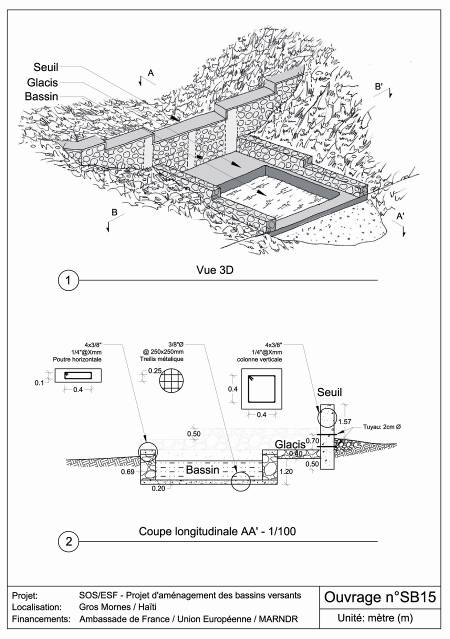 Seuil
Glacis
Bassin
A
B'
B
A'
1
Vue 3D
4x3/8"
1/4"@Xmm
Poutre horizontale
0.1
0.4
3/8"Ø
@ 250x250mm
Treillis métalique
0.25
4x3/8"
1/4"@Xmm
colonne verticale
0.4
0.4
Seuil
1.57
Tuyau: 2cm Ø
0.50
Glacis
0.70
0.50
Bassin
0.69
0.20
1.20
2
Coupe longitudinale AA' - 1/100
Projet: SOS/ESF - Projet d'aménagement des bassins versants
Localisation: Gros Mornes / Haïti
Financements: Ambassade de France / Union Européenne / MARNDR
Ouvrage n°SB15
Unité: mètre (m)